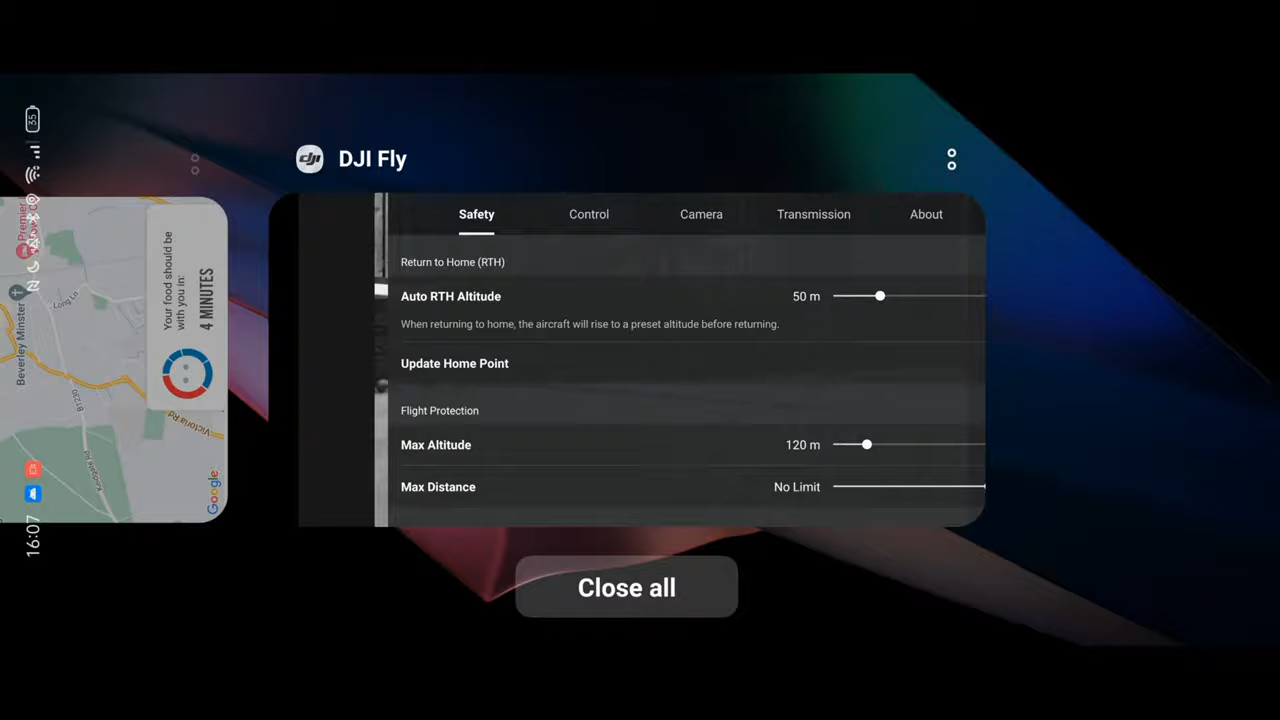 35
16:07
Premier
Beverley Minster
Long Ln
B1230
Victoria Rd
Google
Your food should be
with you in:
4 MINUTES
dji
DJI Fly
Safety
Control
Camera
Transmission
About
Return to Home (RTH)
Auto RTH Altitude
50 m
When returning to home, the aircraft will rise to a preset altitude before returning.
Update Home Point
Flight Protection
Max Altitude
120 m
Max Distance
No Limit
Close all